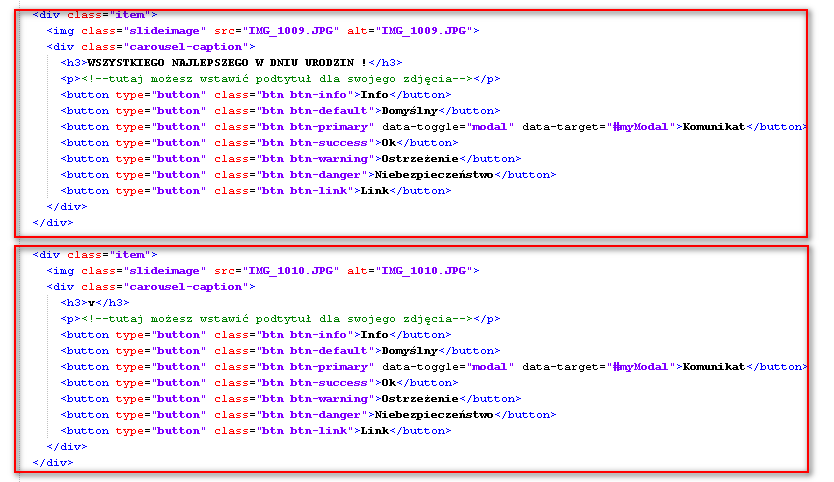 <div class="item">
<img class="slideimage" src="IMG_1009.JPG" alt="IMG_1009.JPG">
<div class="carousel-caption">
<h3>WSZYSTKIEGO NAJLEPSZEGO W DNIU URODZIN !</h3>
<p><!--tutaj możesz wstawić podtytuł dla swojego zdjęcia--></p>
<button type="button" class="btn btn-info">Info</button>
<button type="button" class="btn btn-default">Domyślny</button>
<button type="button" class="btn btn-primary" data-toggle="modal" data-target="#myModal">Komunikat</button>
<button type="button" class="btn btn-success">Ok</button>
<button type="button" class="btn btn-warning">Ostrzeżenie</button>
<button type="button" class="btn btn-danger">Niebezpieczeństwo</button>
<button type="button" class="btn btn-link">Link</button>
</div>
</div>
<div class="item">
<img class="slideimage" src="IMG_1010.JPG" alt="IMG_1010.JPG">
<div class="carousel-caption">
<h3>v</h3>
<p><!--tutaj możesz wstawić podtytuł dla swojego zdjęcia--></p>
<button type="button" class="btn btn-info">Info</button>
<button type="button" class="btn btn-default">Domyślny</button>
<button type="button" class="btn btn-primary" data-toggle="modal" data-target="#myModal">Komunikat</button>
<button type="button" class="btn btn-success">Ok</button>
<button type="button" class="btn btn-warning">Ostrzeżenie</button>
<button type="button" class="btn btn-danger">Niebezpieczeństwo</button>
<button type="button" class="btn btn-link">Link</button>
</div>
</div>